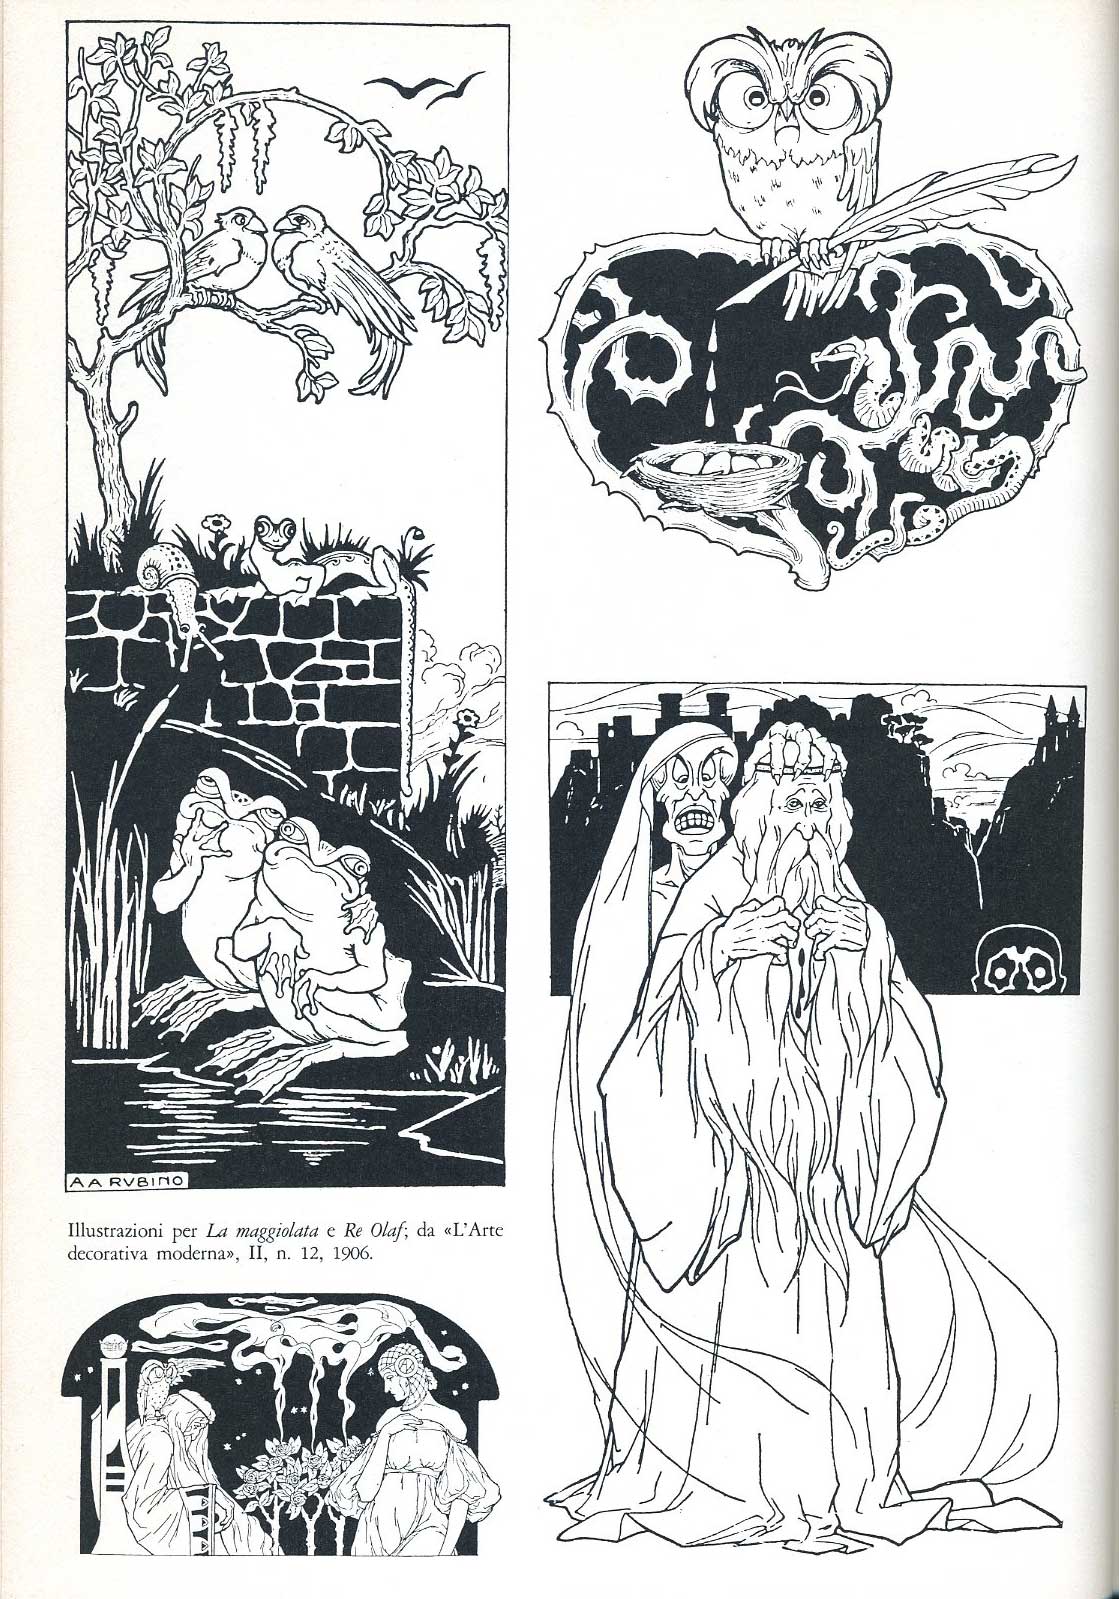 A A RVBINO
Illustrazioni per La maggiolata e Re Olaf; da «L'Arte
decorativa moderna», II, n. 12, 1906.